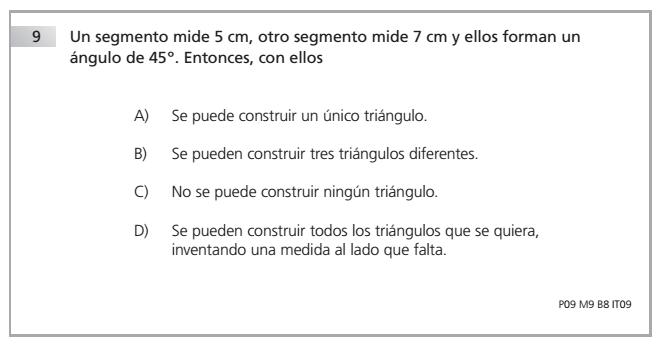 9 Un segmento mide 5 cm, otro segmento mide 7 cm y ellos forman un
ángulo de 45°. Entonces, con ellos
A) Se puede construir un único triángulo.
B) Se pueden construir tres triángulos diferentes.
C) No se puede construir ningún triángulo.
D) Se pueden construir todos los triángulos que se quiera,
inventando una medida al lado que falta.
P09 M9 B8 IT09